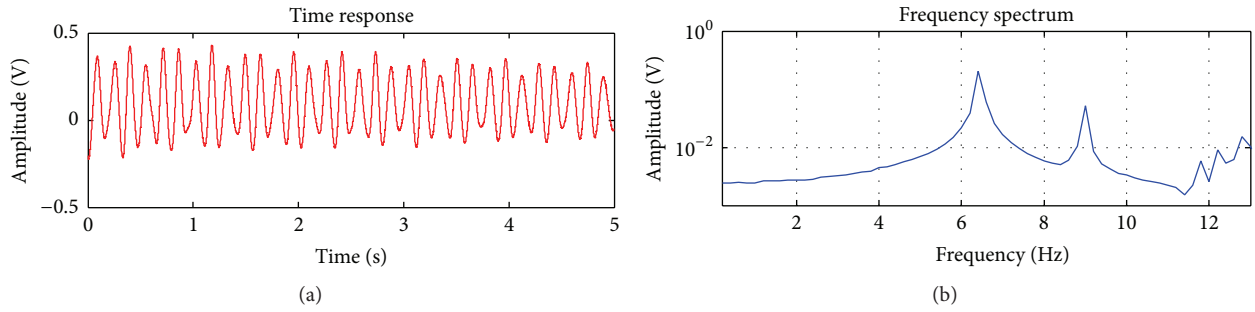 Time response
0.5
0
−0.5
Amplitude (V)
0 1 2 3 4 5
Time (s)
(a)
Frequency spectrum
10^0
10^−2
Amplitude (V)
2 4 6 8 10 12
Frequency (Hz)
(b)